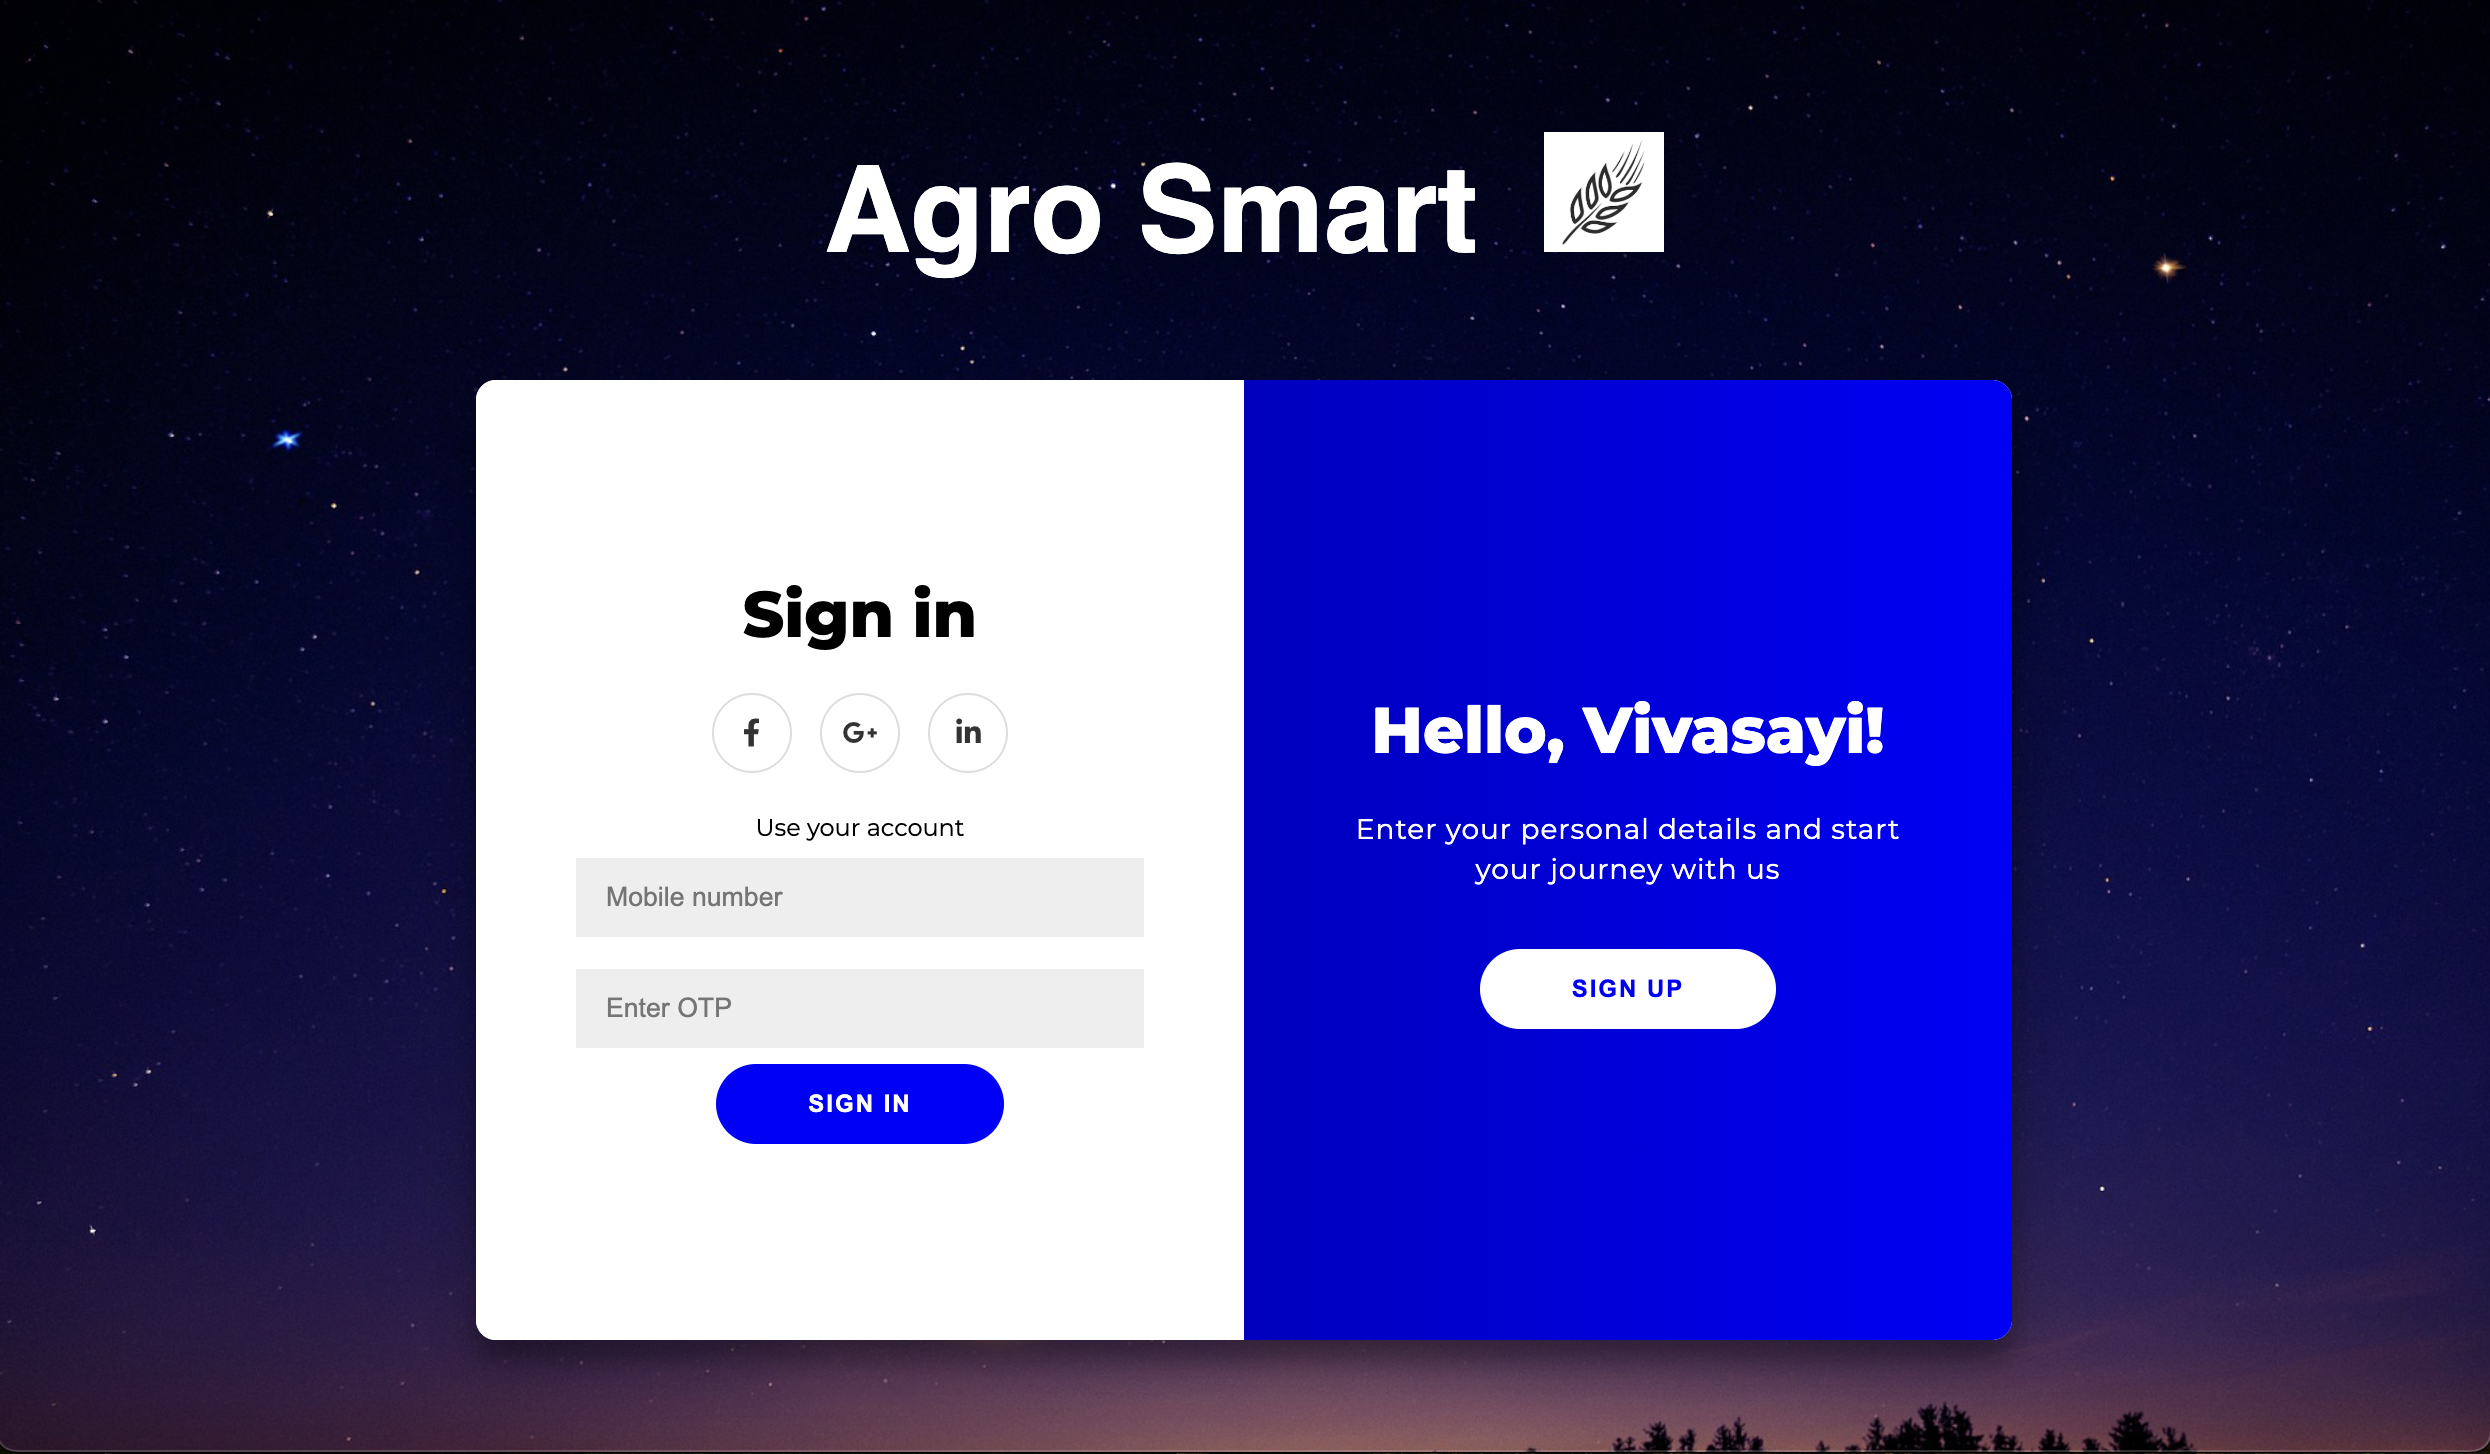 Agro Smart
Sign in
f G+ in
Use your account
Mobile number
Enter OTP
SIGN IN
Hello, Vivasayi!
Enter your personal details and start
your journey with us
SIGN UP